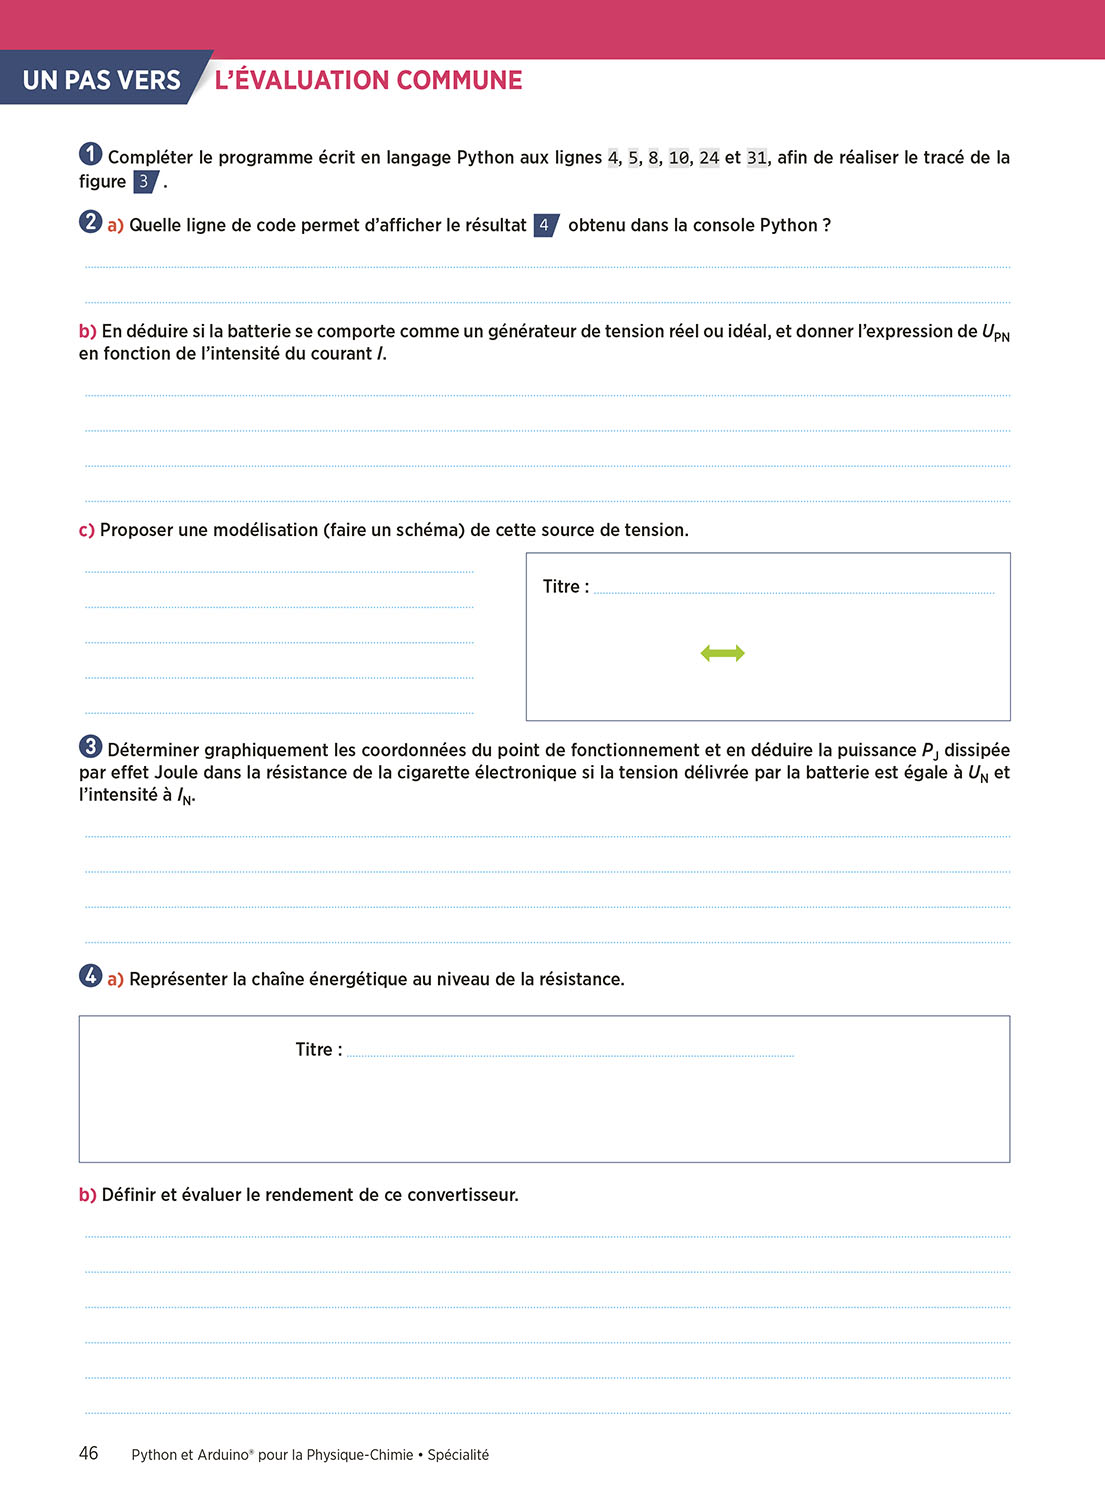 UN PAS VERS L'ÉVALUATION COMMUNE
1 Compléter le programme écrit en langage Python aux lignes 4, 5, 8, 10, 24 et 31, afin de réaliser le tracé de la
figure 3 .
2 a) Quelle ligne de code permet d'afficher le résultat 4 obtenu dans la console Python ?
b) En déduire si la batterie se comporte comme un générateur de tension réel ou idéal, et donner l'expression de UPN
en fonction de l'intensité du courant I.
c) Proposer une modélisation (faire un schéma) de cette source de tension.
Titre :
3 Déterminer graphiquement les coordonnées du point de fonctionnement et en déduire la puissance PJ dissipée
par effet Joule dans la résistance de la cigarette électronique si la tension délivrée par la batterie est égale à UN et
l'intensité à IN.
4 a) Représenter la chaîne énergétique au niveau de la résistance.
Titre :
b) Définir et évaluer le rendement de ce convertisseur.
46 Python et Arduino® pour la Physique-Chimie • Spécialité